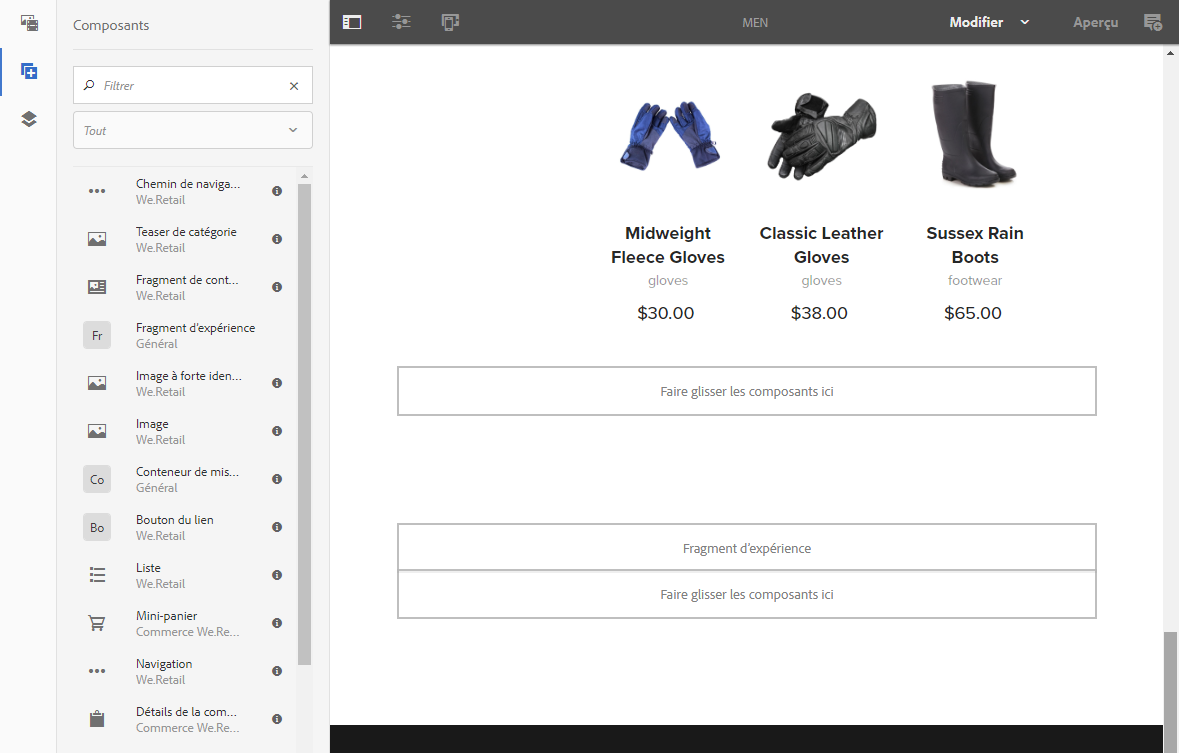 Composants
Filtrer
Tout
Chemin de naviga...
We.Retail
Teaser de catégorie
We.Retail
Fragment de cont...
We.Retail
Fr
Fragment d'expérience
Général
Image à forte iden...
We.Retail
Image
We.Retail
Co
Conteneur de mis...
Général
Bo
Bouton du lien
We.Retail
Liste
We.Retail
Mini-panier
Commerce We.Re...
Navigation
We.Retail
Détails de la com...
Commerce We.Re...
MEN
Modifier
Aperçu
Midweight
Fleece Gloves
gloves
$30.00
Classic Leather
Gloves
gloves
$38.00
Sussex Rain
Boots
footwear
$65.00
Faire glisser les composants ici
Fragment d'expérience
Faire glisser les composants ici